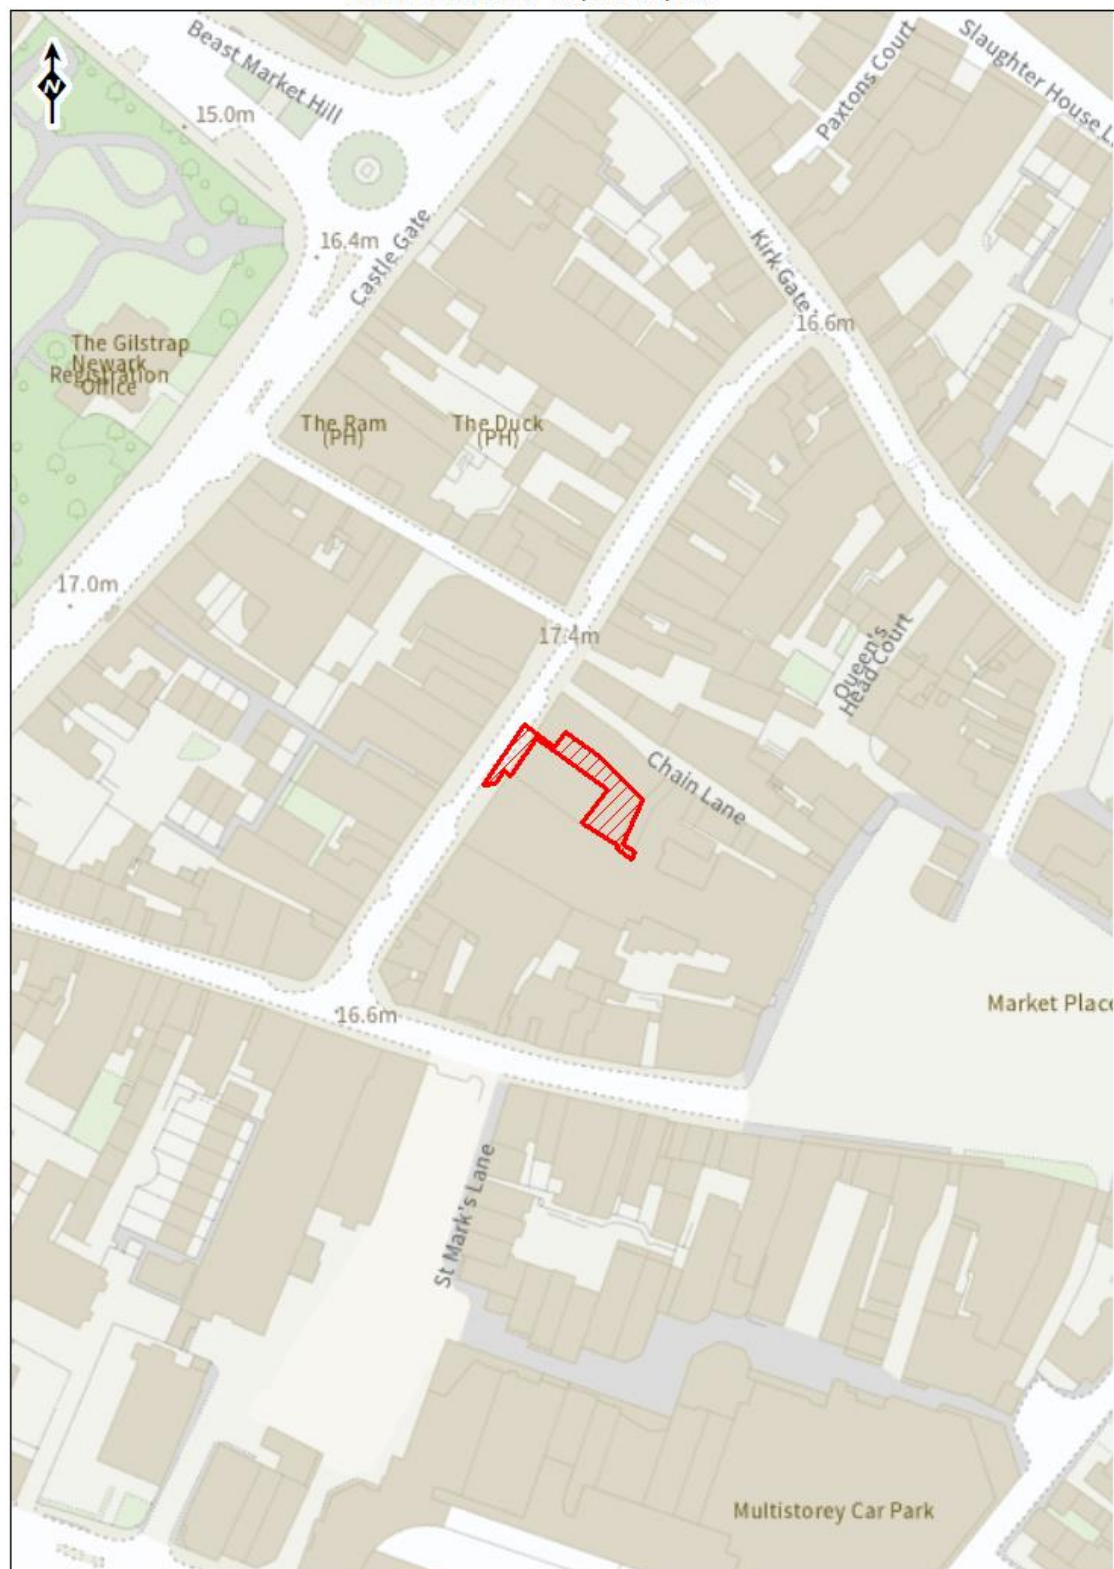 Beast Market Hill
Paxtons Court
Slaughter House L
N
15.0m
16.4m
Castle Gate
Kirk Gate
16.6m
The Gilstrap
Newark
Registration
Office
The Ram
(PH)
The Duck
(PH)
17.0m
17.4m
Queen's
Head Court
Chain Lane
Market Place
16.6m
St Mark's Lane
Multistorey Car Park